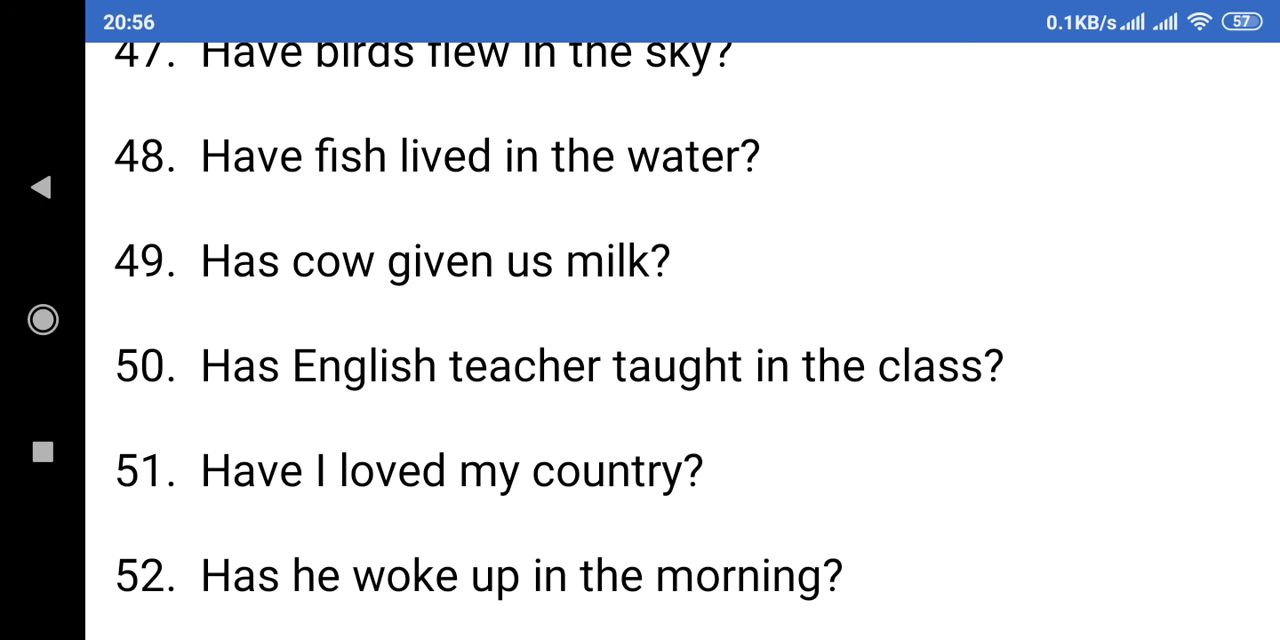 20:56 0.1KB/s 57
47. Have birds flew in the sky?
48. Have fish lived in the water?
49. Has cow given us milk?
50. Has English teacher taught in the class?
51. Have I loved my country?
52. Has he woke up in the morning?